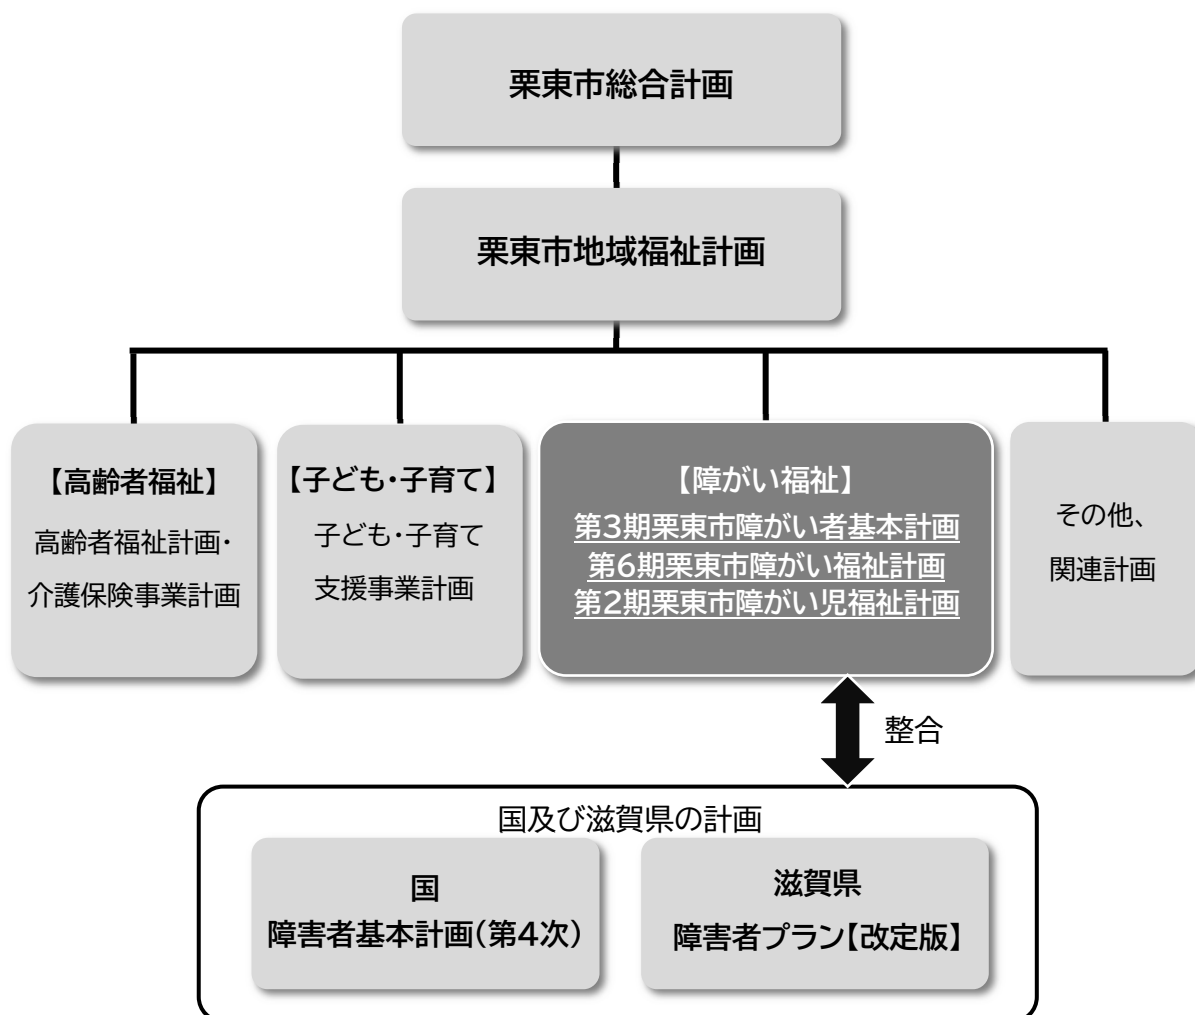 栗東市総合計画
栗東市地域福祉計画
【高齢者福祉】
高齢者福祉計画・
介護保険事業計画
【子ども・子育て】
子ども・子育て
支援事業計画
【障がい福祉】
第3期栗東市障がい者基本計画
第6期栗東市障がい福祉計画
第2期栗東市障がい児福祉計画
その他、
関連計画
整合
国及び滋賀県の計画
国
障害者基本計画(第4次)
滋賀県
障害者プラン【改定版】